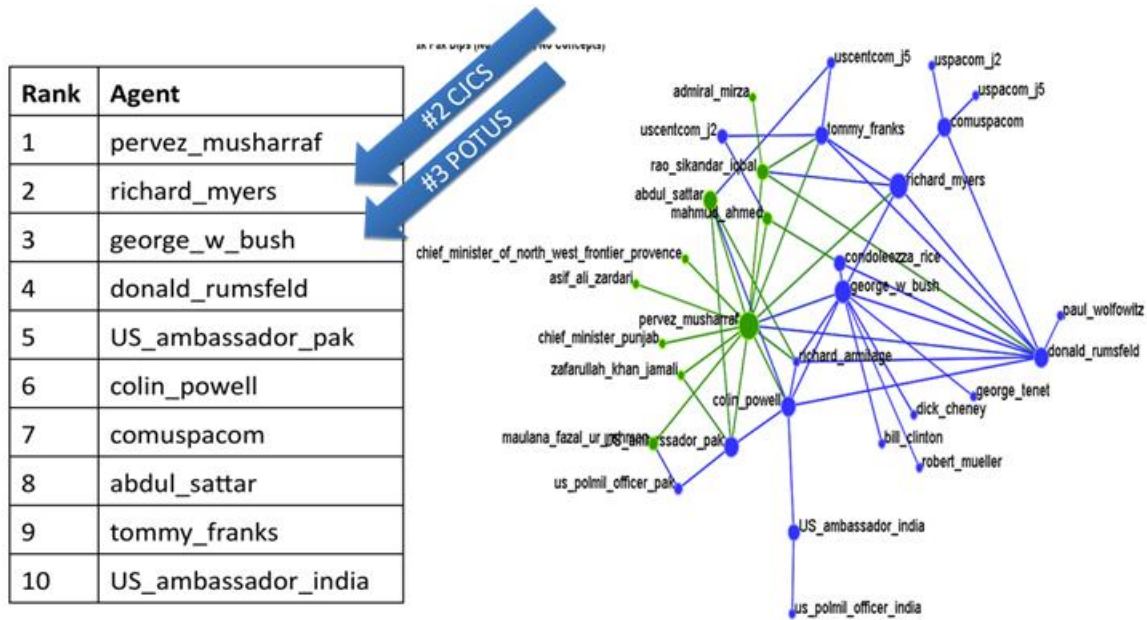 Rank Agent
1 pervez_musharraf
2 richard_myers
3 george_w_bush
4 donald_rumsfeld
5 US_ambassador_pak
6 colin_powell
7 comuspacom
8 abdul_sattar
9 tommy_franks
10 US_ambassador_india
#2 CJCS
#3 POTUS
Concepts)
uscentcom_j5
uspacom_j2
admiral_mirza
uspacom_j5
uscentcom_j2
tommy_franks
comuspacom
rao_sikandar_iqbal
richard_myers
abdul_sattar
mahmud_ahmed
chief_minister_of_north_west_frontier_provence
condoleezza_rice
asif_ali_zardari
george_w_bush
pervez_musharraf
paul_wolfowitz
chief_minister_punjab
donald_rumsfeld
zafarullah_khan_jamali
richard_armitage
george_tenet
colin_powell
dick_cheney
US_ambassador_pak
bill_clinton
robert_mueller
us_polmil_officer_pak
US_ambassador_india
us_polmil_officer_india